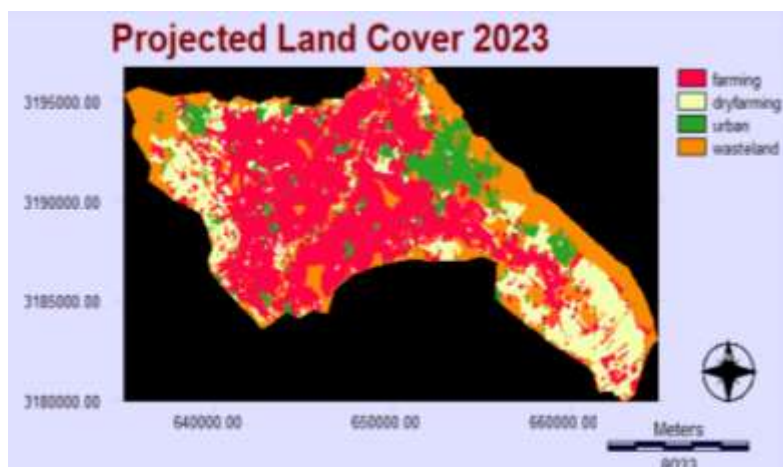 Projected Land Cover 2023
farming
dryfarming
urban
wasteland
3195000.00
3190000.00
3185000.00
3180000.00
640000.00
650000.00
660000.00
Meters